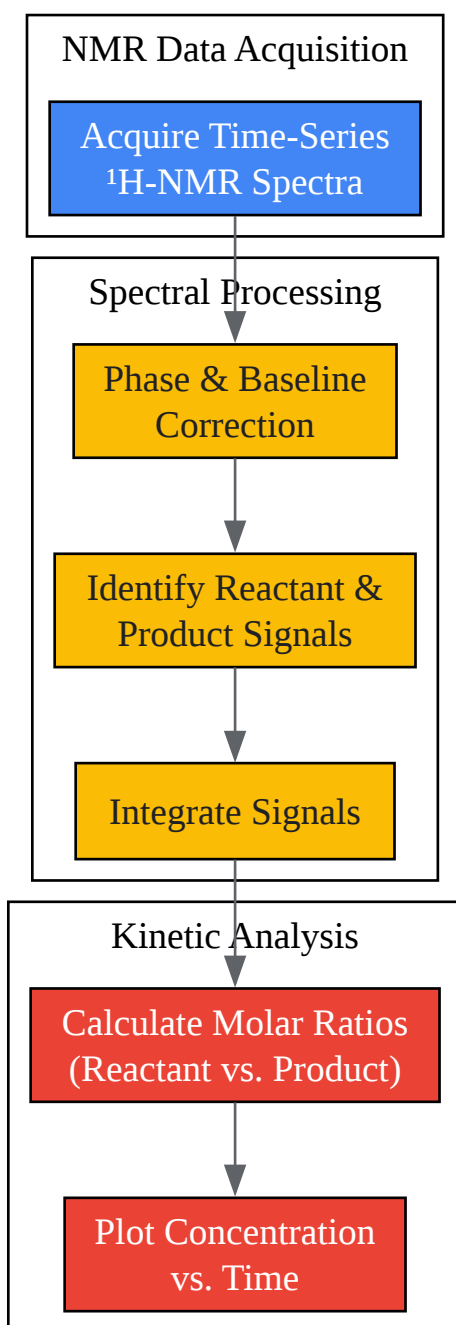 NMR Data Acquisition
Acquire Time-Series
¹H-NMR Spectra
Spectral Processing
Phase & Baseline
Correction
Identify Reactant &
Product Signals
Integrate Signals
Kinetic Analysis
Calculate Molar Ratios
(Reactant vs. Product)
Plot Concentration
vs. Time